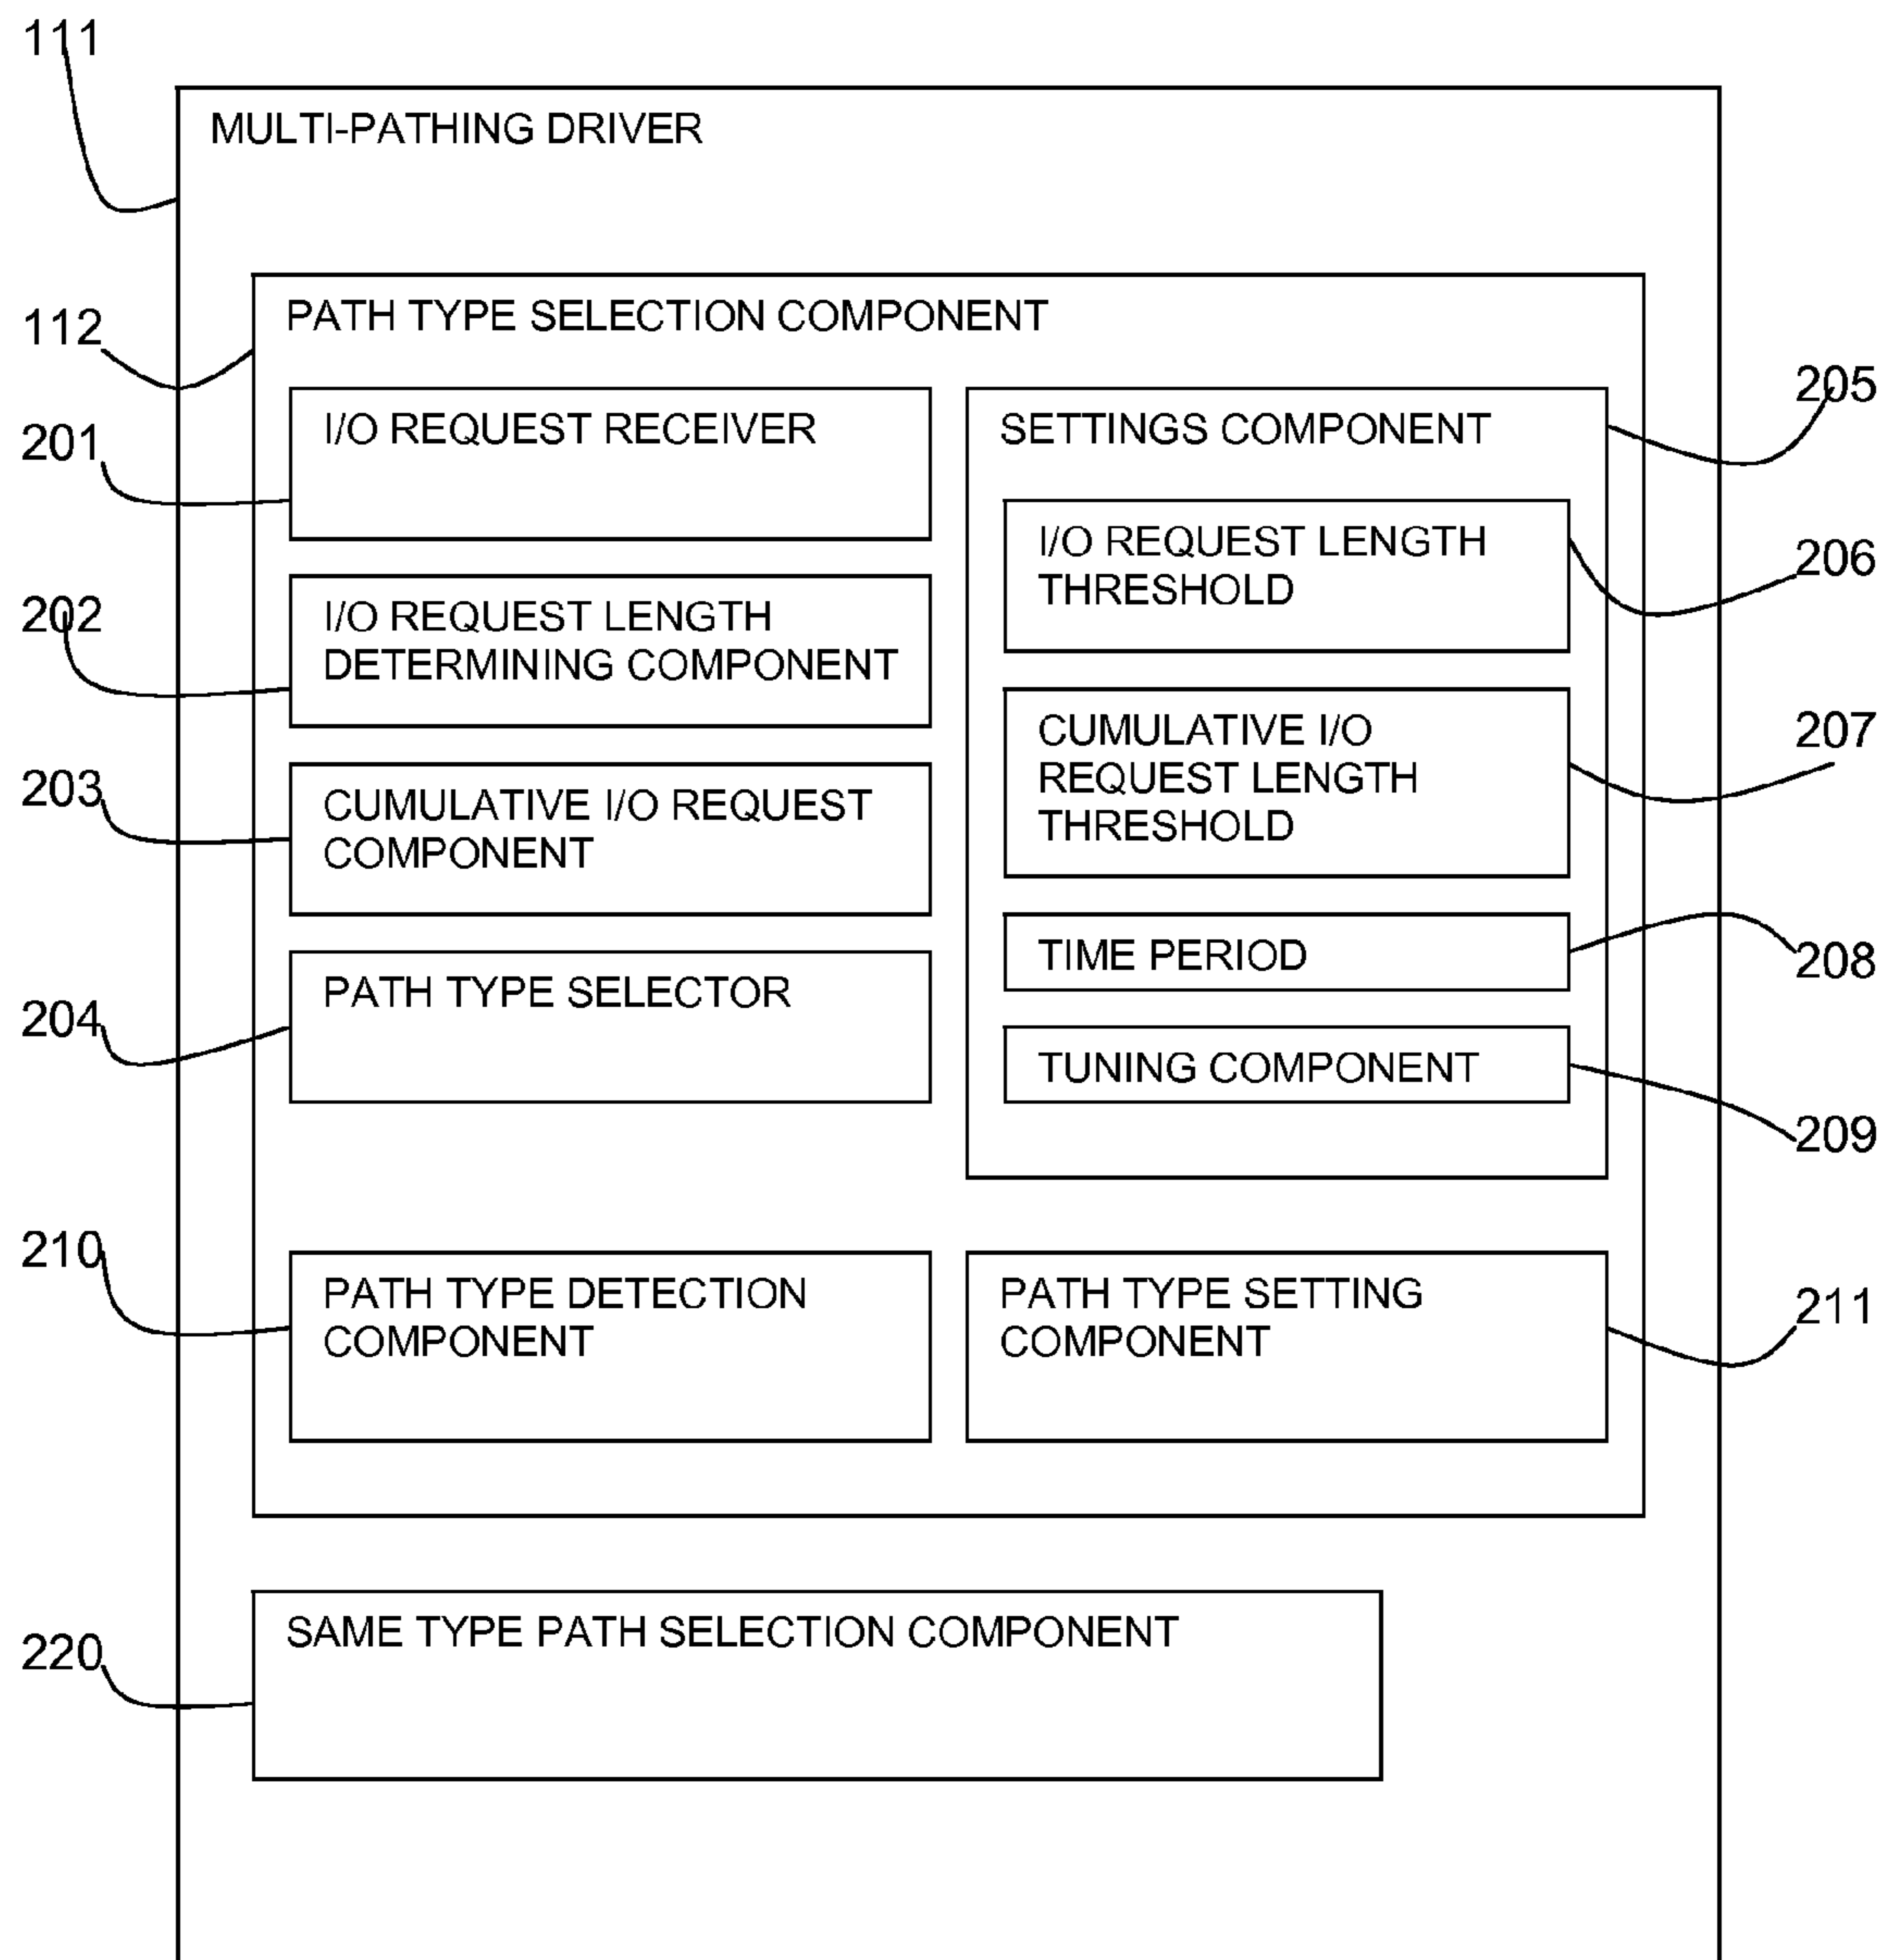 111
MULTI-PATHING DRIVER
112
PATH TYPE SELECTION COMPONENT
201
I/O REQUEST RECEIVER
202
I/O REQUEST LENGTH
DETERMINING COMPONENT
203
CUMULATIVE I/O REQUEST
COMPONENT
204
PATH TYPE SELECTOR
205
SETTINGS COMPONENT
206
I/O REQUEST LENGTH
THRESHOLD
207
CUMULATIVE I/O
REQUEST LENGTH
THRESHOLD
208
TIME PERIOD
209
TUNING COMPONENT
210
PATH TYPE DETECTION
COMPONENT
211
PATH TYPE SETTING
COMPONENT
220
SAME TYPE PATH SELECTION COMPONENT